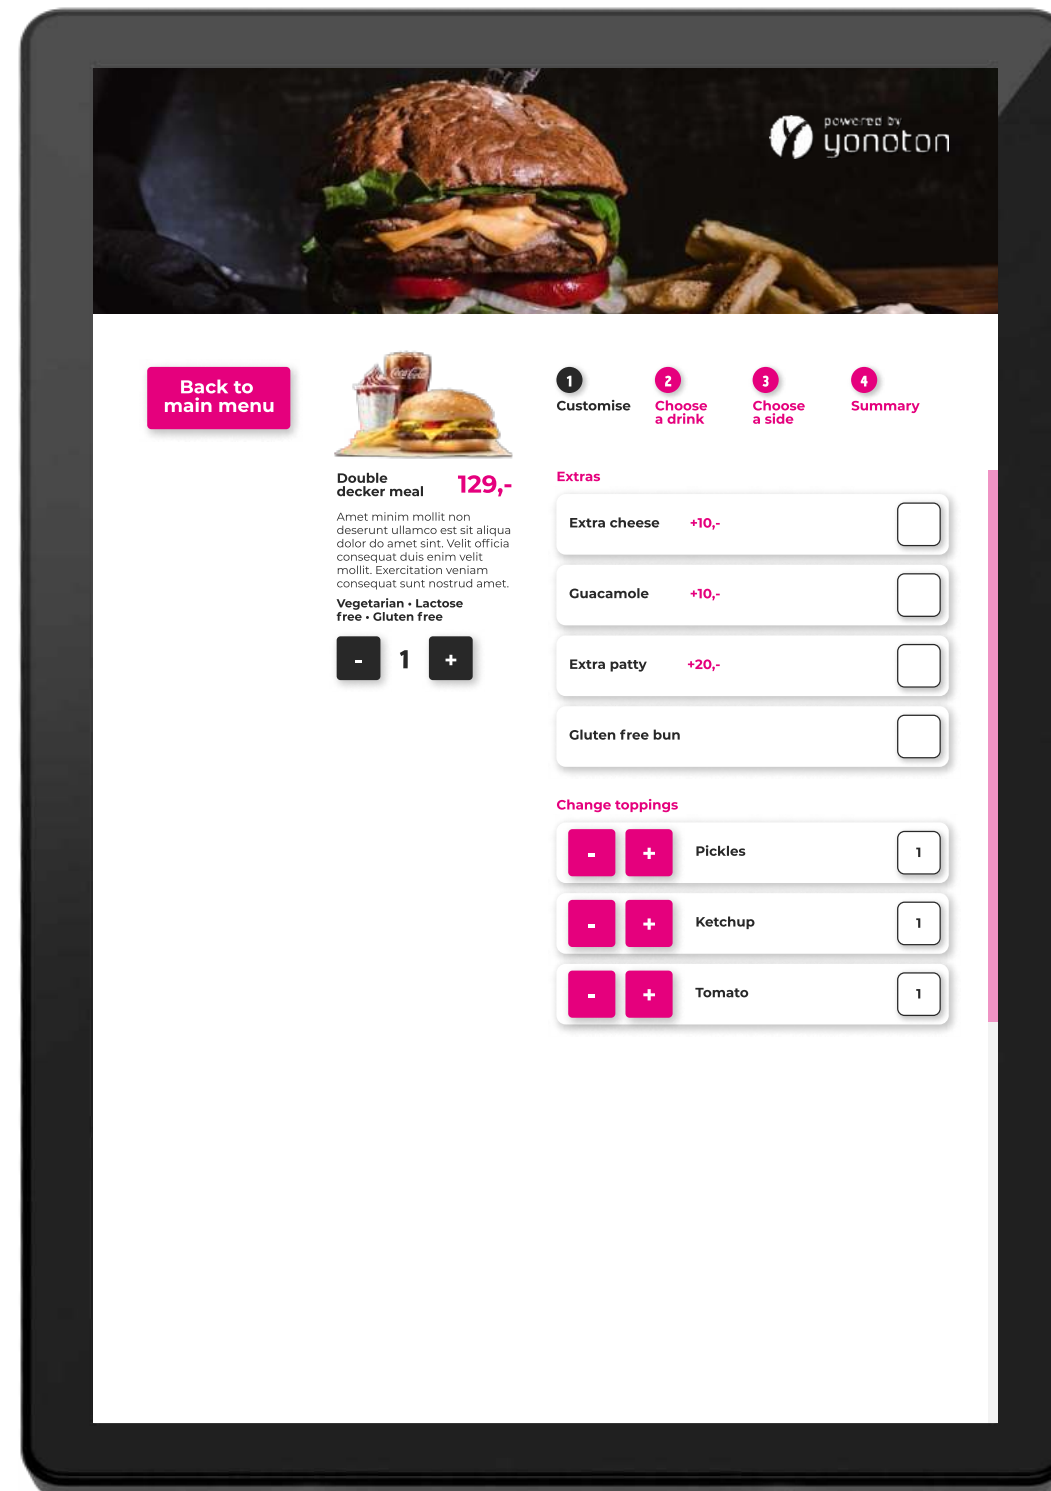 powered by
yonoton
Back to
main menu
Coca-Cola
Double
decker meal
129,-
Amet minim mollit non
deserunt ullamco est sit aliqua
dolor do amet sint. Velit officia
consequat duis enim velit
mollit. Exercitation veniam
consequat sunt nostrud amet.
Vegetarian • Lactose
free • Gluten free
- 1 +
1
Customise
2
Choose
a drink
3
Choose
a side
4
Summary
Extras
Extra cheese +10,-
Guacamole +10,-
Extra patty +20,-
Gluten free bun
Change toppings
- + Pickles 1
- + Ketchup 1
- + Tomato 1